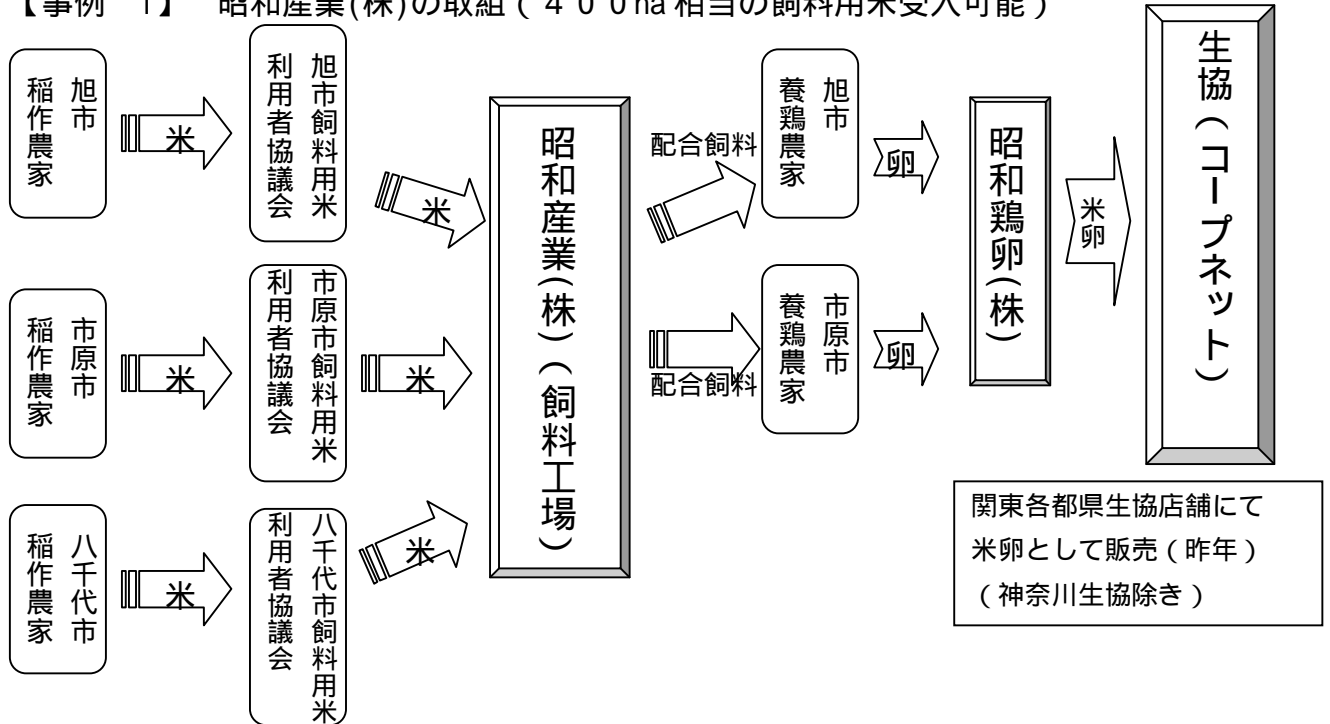 【事例 1】 昭和産業(株)の取組(400ha相当の飼料用米受入可能)
旭市
稲作農家
米
旭市飼料用米
利用者協議会
米
市原市
稲作農家
米
市原市飼料用米
利用者協議会
米
八千代市
稲作農家
米
八千代市飼料用米
利用者協議会
米
昭和産業(株)(飼料工場)
配合飼料
旭市
養鶏農家
卵
配合飼料
市原市
養鶏農家
卵
昭和鶏卵(株)
米卵
生協(コープネット)
関東各都県生協店舗にて
米卵として販売(昨年)
(神奈川生協除き)